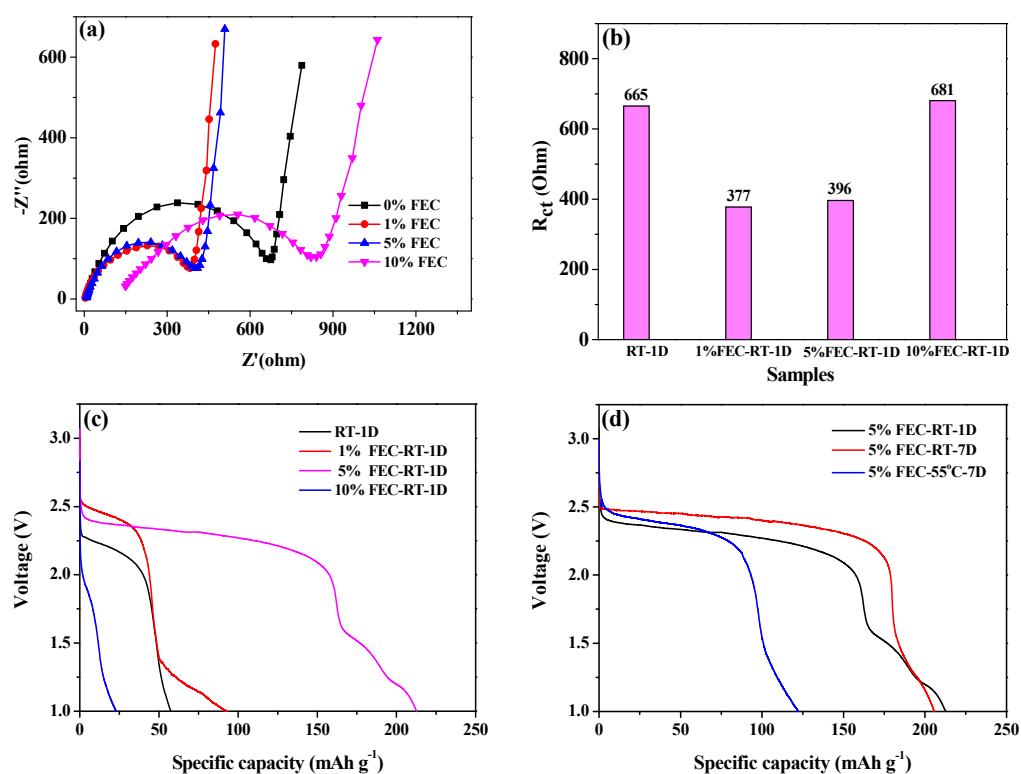 (a)
800
600
400
200
0
-Z''(ohm)
0% FEC
1% FEC
5% FEC
10% FEC
0 300 600 900 1200
Z'(ohm)
(b)
800
600
400
200
0
Rct (Ohm)
665
377
396
681
RT-1D 1%FEC-RT-1D 5%FEC-RT-1D 10%FEC-RT-1D
Samples
(c)
3.0
2.5
2.0
1.5
1.0
Voltage (V)
RT-1D
1% FEC-RT-1D
5% FEC-RT-1D
10% FEC-RT-1D
0 50 100 150 200 250
Specific capacity (mAh g-1)
(d)
3.0
2.5
2.0
1.5
1.0
Voltage (V)
5% FEC-RT-1D
5% FEC-RT-7D
5% FEC-55°C-7D
0 50 100 150 200 250
Specific capacity (mAh g-1)